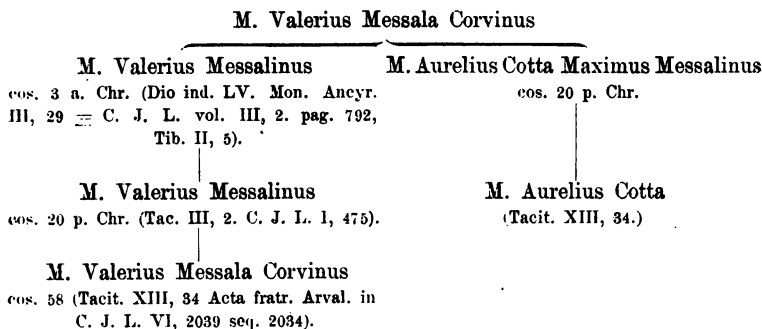 M. Valerius Messala Corvinus
M. Valerius Messalinus
cos. 3 a. Chr. (Dio ind. LV. Mon. Ancyr.
III, 29 = C. J. L. vol. III, 2. pag. 792,
Tib. II, 5).
M. Aurelius Cotta Maximus Messalinus
cos. 20 p. Chr.
M. Valerius Messalinus
cos. 20 p. Chr. (Tac. III, 2. C. J. L. I, 475).
M. Aurelius Cotta
(Tacit. XIII, 34.)
M. Valerius Messala Corvinus
cos. 58 (Tacit. XIII, 34 Acta fratr. Arval. in
C. J. L. VI, 2039 seq. 2034).